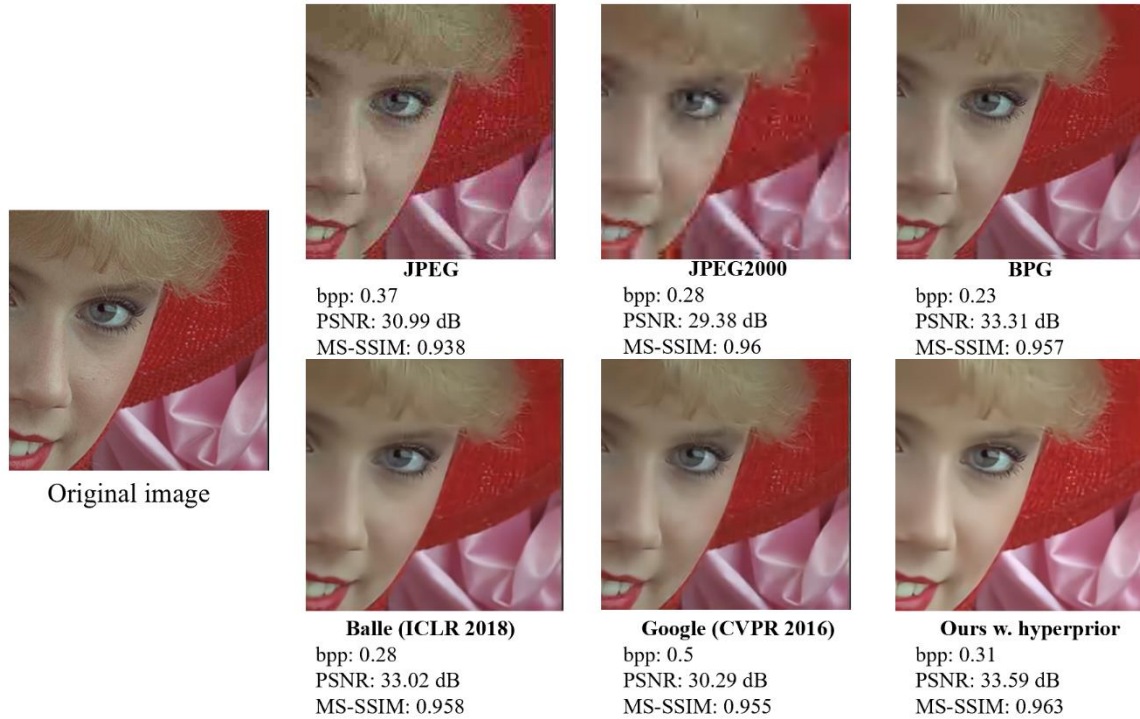 JPEG
bpp: 0.37
PSNR: 30.99 dB
MS-SSIM: 0.938
JPEG2000
bpp: 0.28
PSNR: 29.38 dB
MS-SSIM: 0.96
BPG
bpp: 0.23
PSNR: 33.31 dB
MS-SSIM: 0.957
Original image
Balle (ICLR 2018)
bpp: 0.28
PSNR: 33.02 dB
MS-SSIM: 0.958
Google (CVPR 2016)
bpp: 0.5
PSNR: 30.29 dB
MS-SSIM: 0.955
Ours w. hyperprior
bpp: 0.31
PSNR: 33.59 dB
MS-SSIM: 0.963